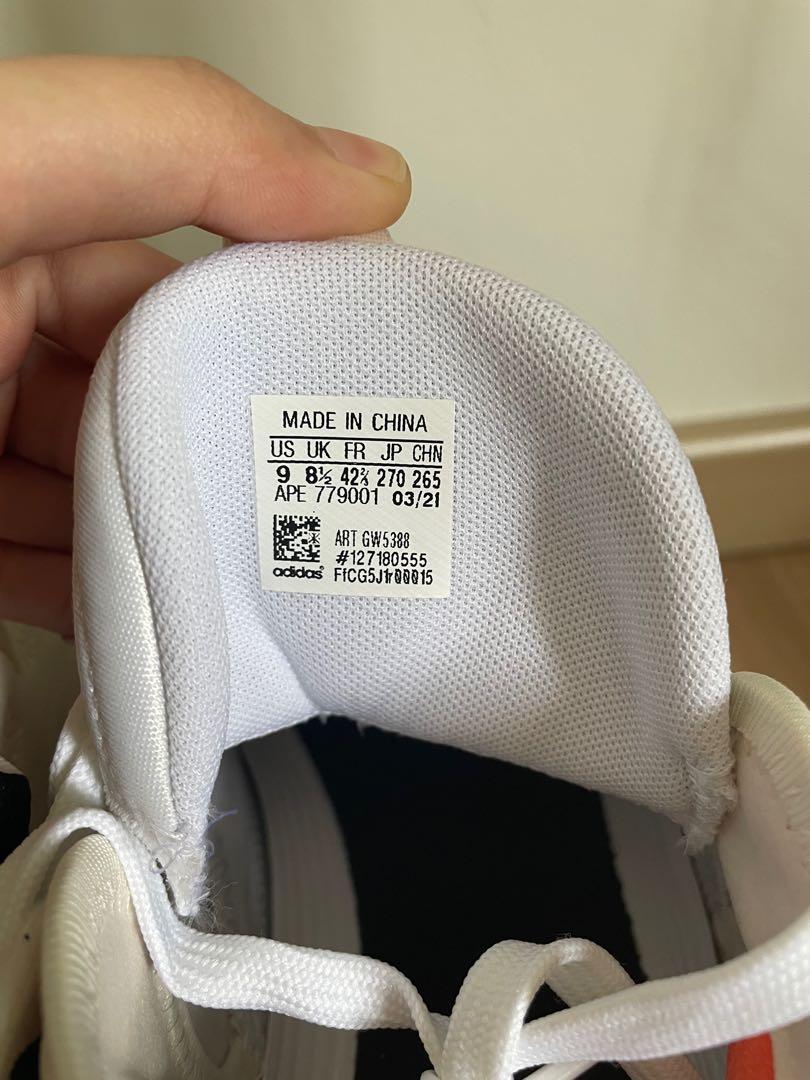 MADE IN CHINA
US UK FR JP CHN
9 8½ 42⅔ 270 265
APE 779001 03/21
ART GW5388
#127180555
adidas®